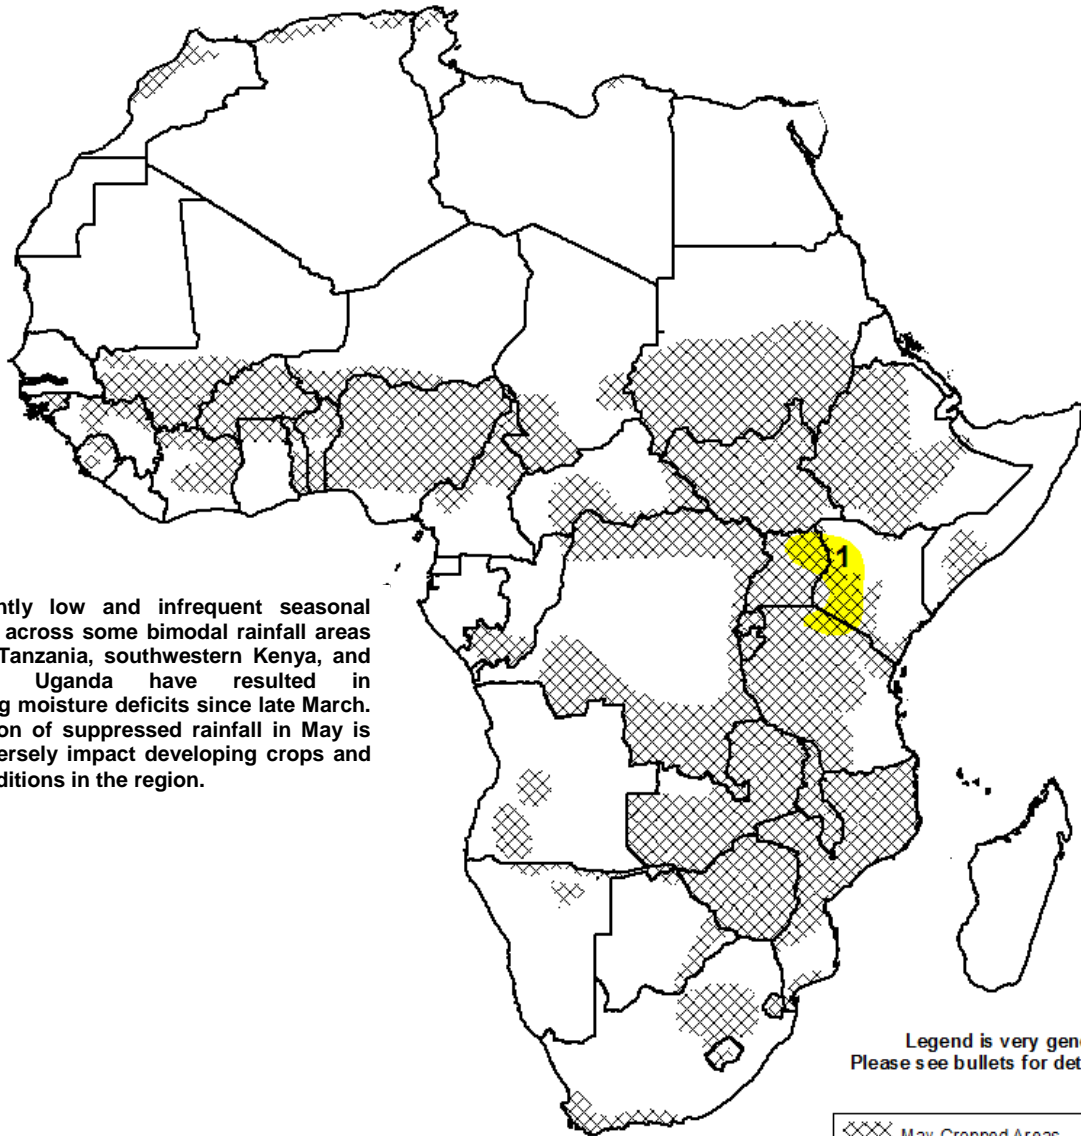 ntly low and infrequent seasonal
across some bimodal rainfall areas
Tanzania, southwestern Kenya, and
Uganda have resulted in
g moisture deficits since late March.
on of suppressed rainfall in May is
ersely impact developing crops and
ditions in the region.
1
Legend is very gene
Please see bullets for det
May Cropped Areas